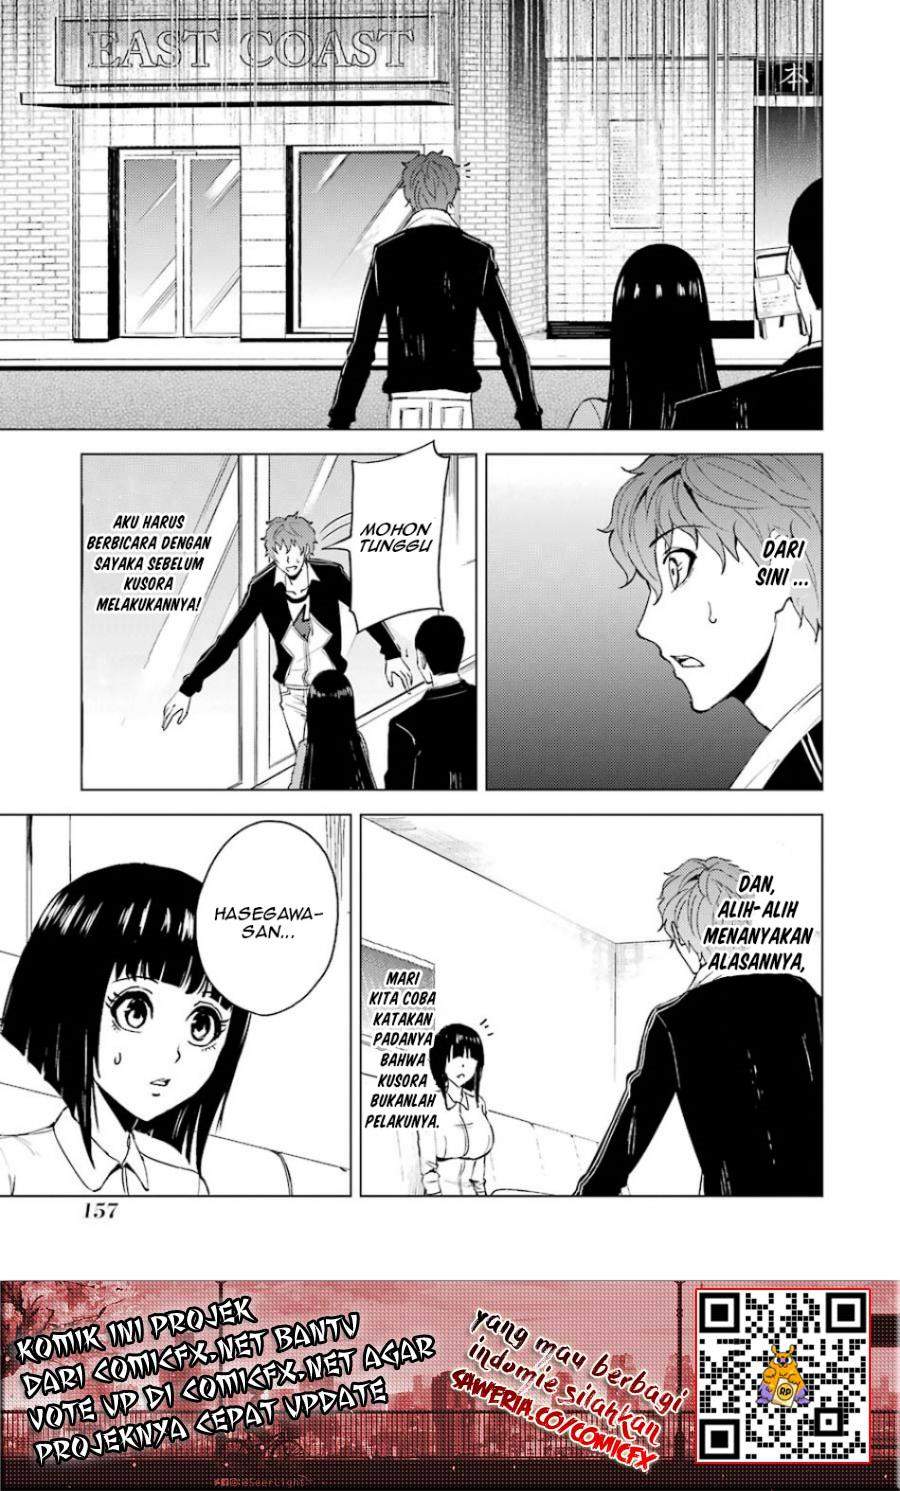 EAST COAST
本
DARI
SINI ...
MOHON
TUNGGU
AKU HARUS
BERBICARA DENGAN
SAYAKA SEBELUM
KUSORA
MELAKUKANNYA!
DAN,
ALIH-ALIH
MENANYAKAN
ALASANNYA,
MARI
KITA COBA
KATAKAN
PADANYA
BAHWA
KUSORA
BUKANLAH
PELAKUNYA.
HASEGAWA-
SAN...
157
KOMIK INI PROJEK
DARI COMICFX.NET BANTU
VOTE UP DI COMICFX.NET AGAR
PROJEKNYA CEPAT UPDATE
yang mau berbagi
indomie silahkan
SAWERIA.CO/COMICFX
@SeerLight
RP